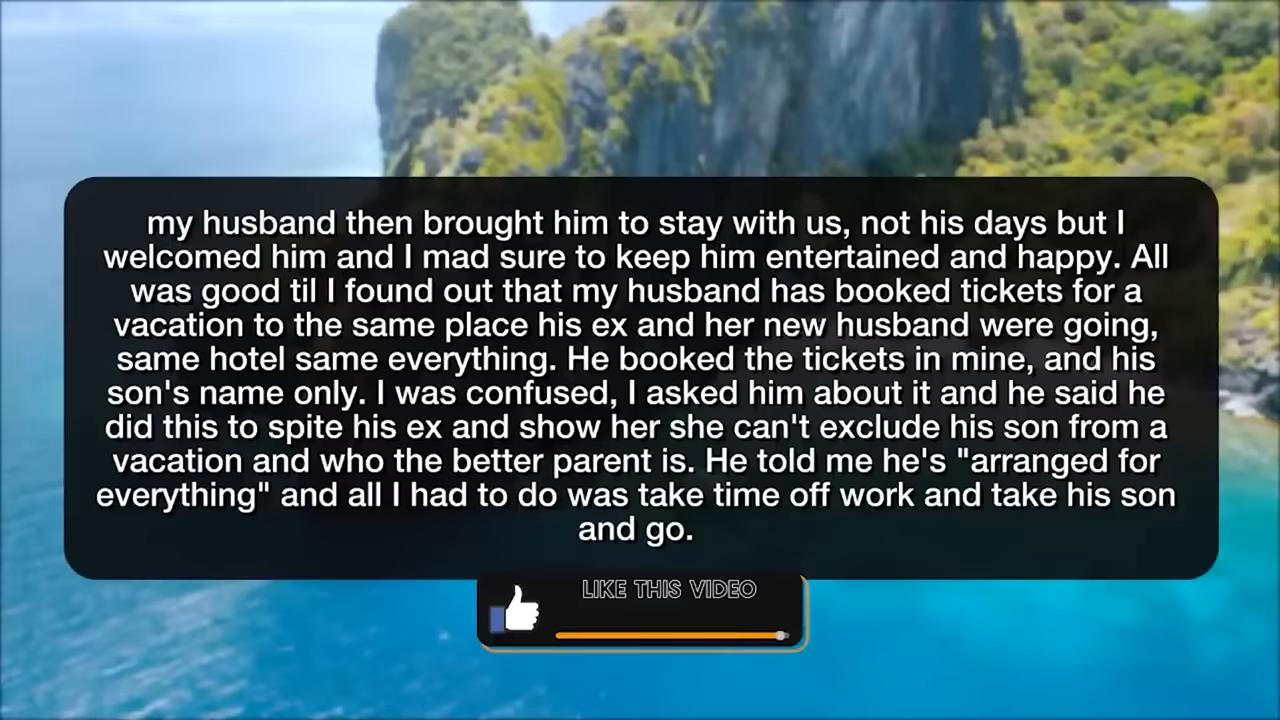 my husband then brought him to stay with us, not his days but I
welcomed him and I mad sure to keep him entertained and happy. All
was good til I found out that my husband has booked tickets for a
vacation to the same place his ex and her new husband were going,
same hotel same everything. He booked the tickets in mine, and his
son's name only. I was confused, I asked him about it and he said he
did this to spite his ex and show her she can't exclude his son from a
vacation and who the better parent is. He told me he's "arranged for
everything" and all I had to do was take time off work and take his son
and go.
LIKE THIS VIDEO